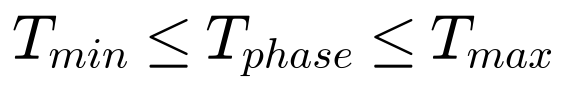 T_{min} ≤ T_{phase} ≤ T_{max}